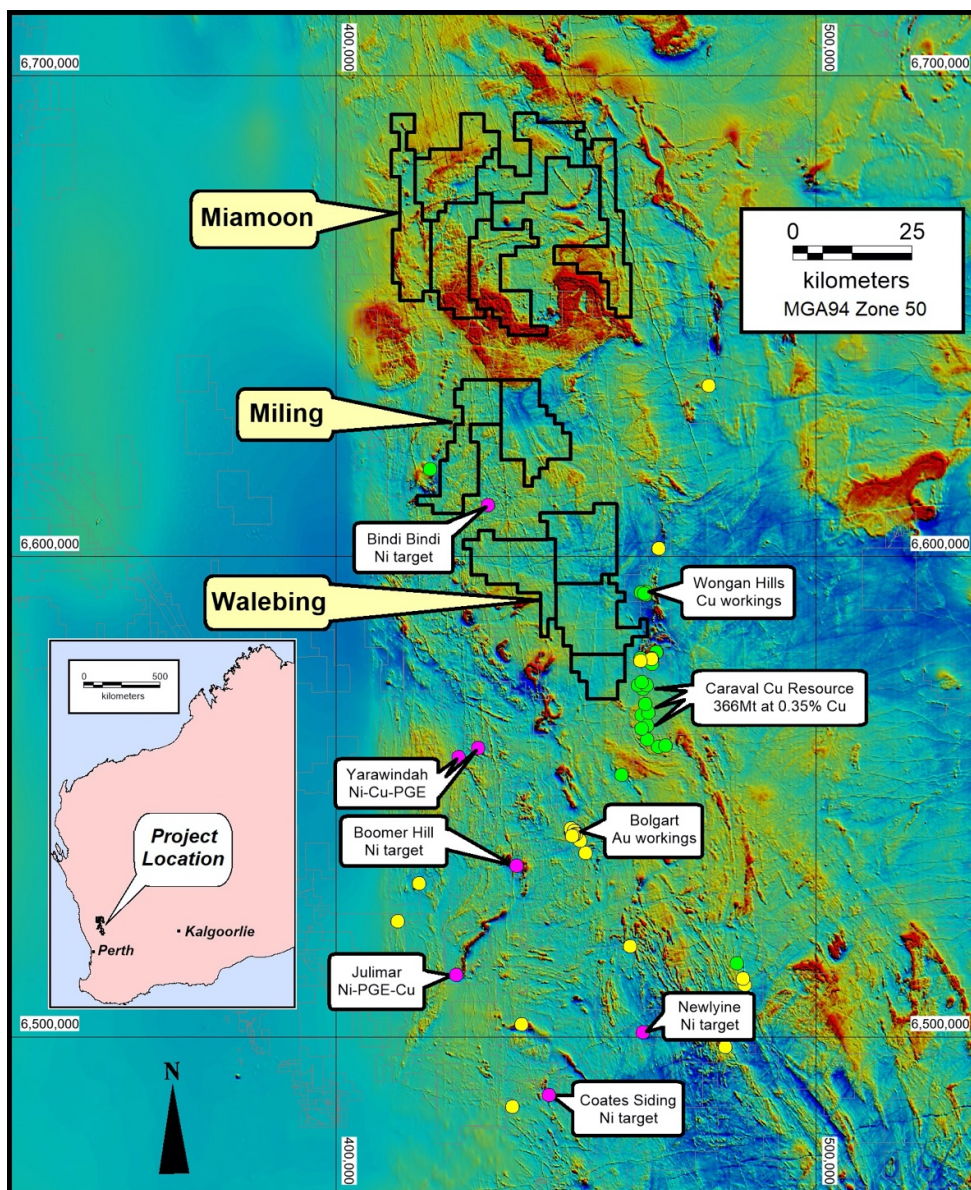 400,000
500,000
6,700,000
6,700,000
Miamoon
0 25
kilometers
MGA94 Zone 50
Miling
Bindi Bindi
Ni target
6,600,000
6,600,000
Walebing
Wongan Hills
Cu workings
0 500
kilometers
Caraval Cu Resource
366Mt at 0.35% Cu
Yarawindah
Ni-Cu-PGE
Bolgart
Au workings
Boomer Hill
Ni target
Project
Location
Kalgoorlie
Perth
Julimar
Ni-PGE-Cu
Newlyine
Ni target
6,500,000
6,500,000
N
Coates Siding
Ni target
400,000
500,000